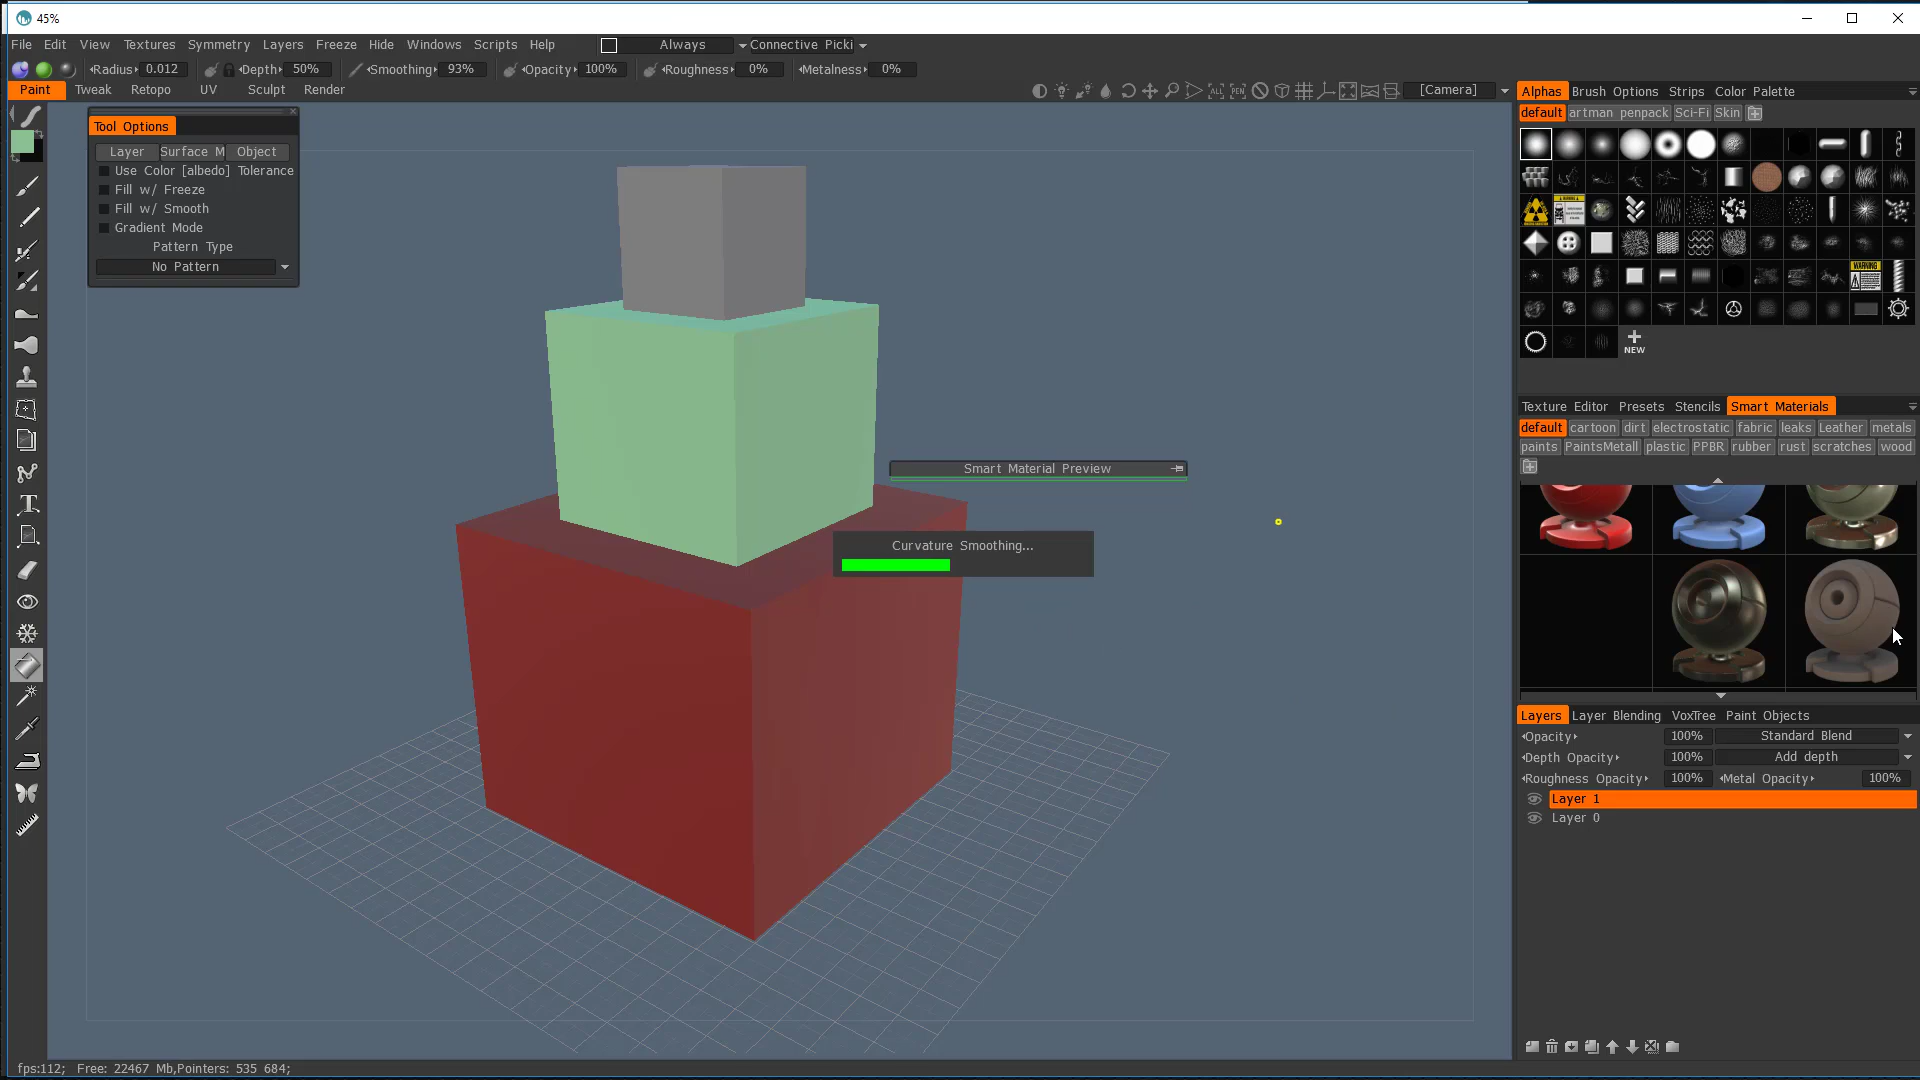 45%
File Edit View Textures Symmetry Layers Freeze Hide Windows Scripts Help Always Connective Picki
Radius 0.012 Depth 50% Smoothing 93% Opacity 100% Roughness 0% Metalness 0%
Paint Tweak Retopo UV Sculpt Render [Camera]
Alphas Brush Options Strips Color Palette
default artman penpack Sci-Fi Skin
Tool Options
Layer Surface M Object
Use Color [albedo] Tolerance
Fill w/ Freeze
Fill w/ Smooth
Gradient Mode
Pattern Type
No Pattern
ALL PEN
WARNING
NEW
Texture Editor Presets Stencils Smart Materials
default cartoon dirt electrostatic fabric leaks Leather metals
paints PaintsMetall plastic PPBR rubber rust scratches wood
Smart Material Preview
Curvature Smoothing...
Layers Layer Blending VoxTree Paint Objects
Opacity 100% Standard Blend
Depth Opacity 100% Add depth
Roughness Opacity 100% Metal Opacity 100%
Layer 1
Layer 0
fps:112; Free: 22467 Mb,Pointers: 535 684;